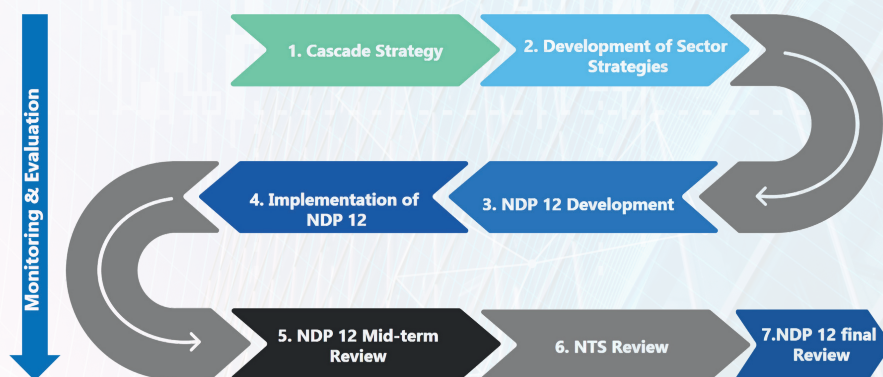 Monitoring & Evaluation
1. Cascade Strategy
2. Development of Sector
Strategies
3. NDP 12 Development
4. Implementation of
NDP 12
5. NDP 12 Mid-term
Review
6. NTS Review
7.NDP 12 final
Review